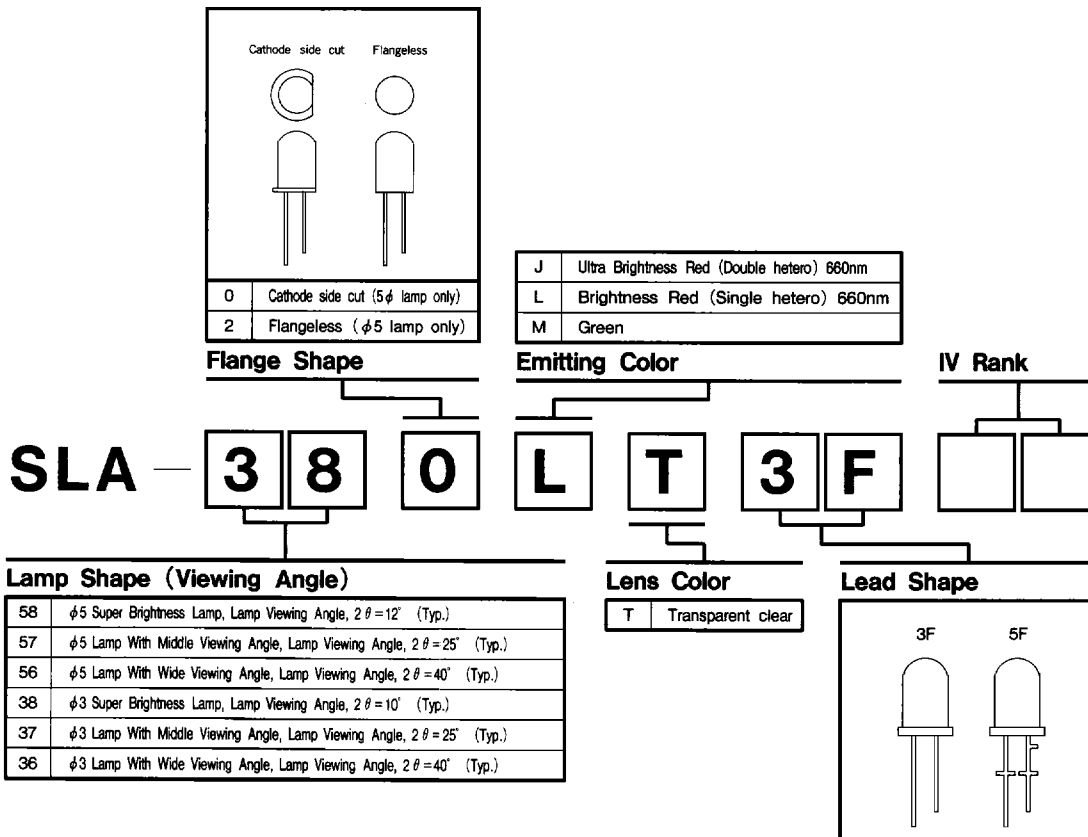 Cathode side cut Flangeless
0 Cathode side cut (5ϕ lamp only)
2 Flangeless (ϕ5 lamp only)
Flange Shape
J Ultra Brightness Red (Double hetero) 660nm
L Brightness Red (Single hetero) 660nm
M Green
Emitting Color
IV Rank
SLA — 3 8 0 L T 3 F
Lamp Shape (Viewing Angle)
58 ϕ5 Super Brightness Lamp, Lamp Viewing Angle, 2θ=12° (Typ.)
57 ϕ5 Lamp With Middle Viewing Angle, Lamp Viewing Angle, 2θ=25° (Typ.)
56 ϕ5 Lamp With Wide Viewing Angle, Lamp Viewing Angle, 2θ=40° (Typ.)
38 ϕ3 Super Brightness Lamp, Lamp Viewing Angle, 2θ=10° (Typ.)
37 ϕ3 Lamp With Middle Viewing Angle, Lamp Viewing Angle, 2θ=25° (Typ.)
36 ϕ3 Lamp With Wide Viewing Angle, Lamp Viewing Angle, 2θ=40° (Typ.)
Lens Color
T Transparent clear
Lead Shape
3F 5F